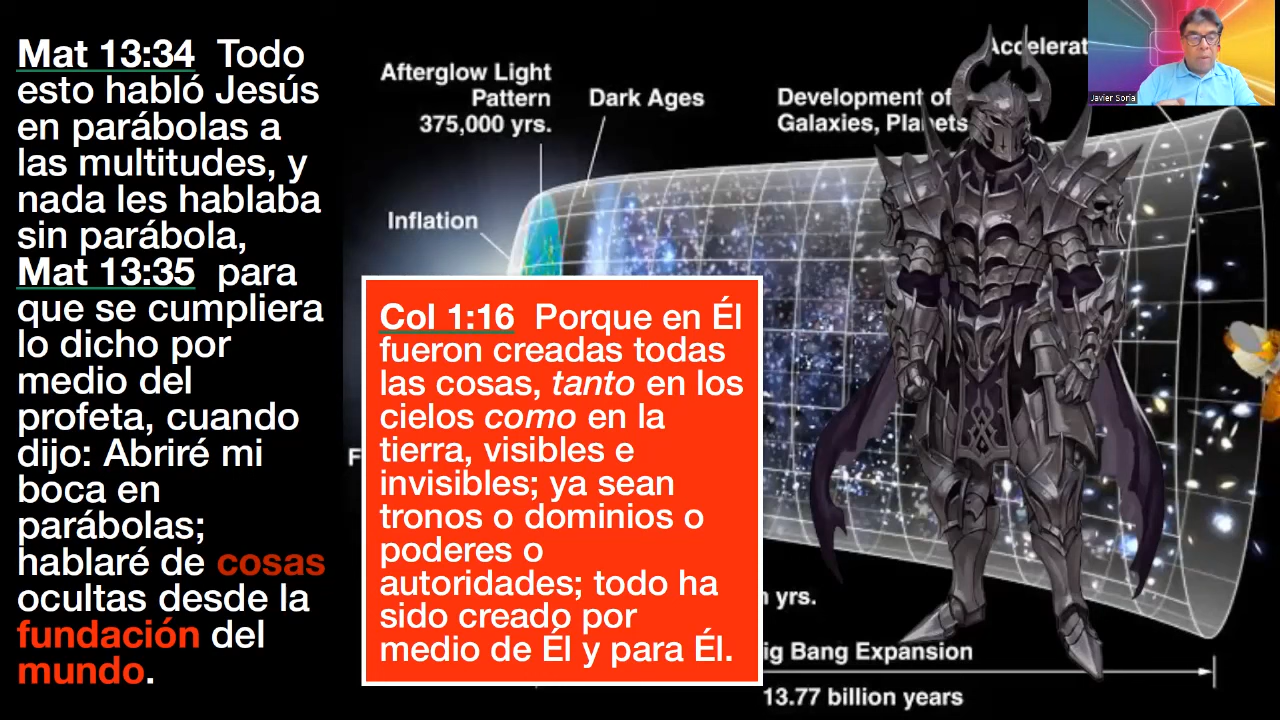 Mat 13:34 Todo
esto habló Jesús
en parábolas a
las multitudes, y
nada les hablaba
sin parábola,
Mat 13:35 para
que se cumpliera
lo dicho por
medio del
profeta, cuando
dijo: Abriré mi
boca en
parábolas;
hablaré de cosas
ocultas desde la
fundación del
mundo.
Afterglow Light
Pattern
375,000 yrs.
Dark Ages
Development of
Galaxies, Planets
Accelerat
Javier Soria
Inflation
Col 1:16 Porque en Él
fueron creadas todas
las cosas, tanto en los
cielos como en la
tierra, visibles e
invisibles; ya sean
tronos o dominios o
poderes o
autoridades; todo ha
sido creado por
medio de Él y para Él.
F
yrs.
ig Bang Expansion
13.77 billion years